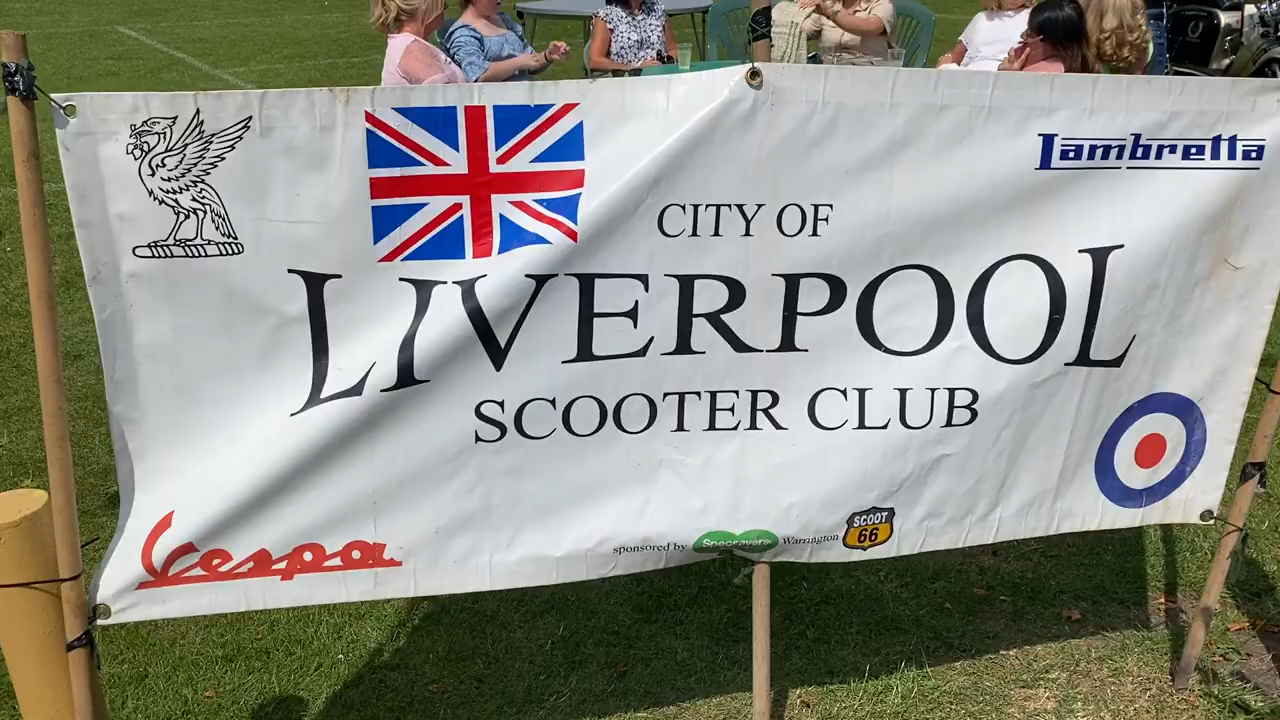 Lambretta
CITY OF
LIVERPOOL
SCOOTER CLUB
Vespa
sponsored by Specsavers Warrington
SCOOT
66